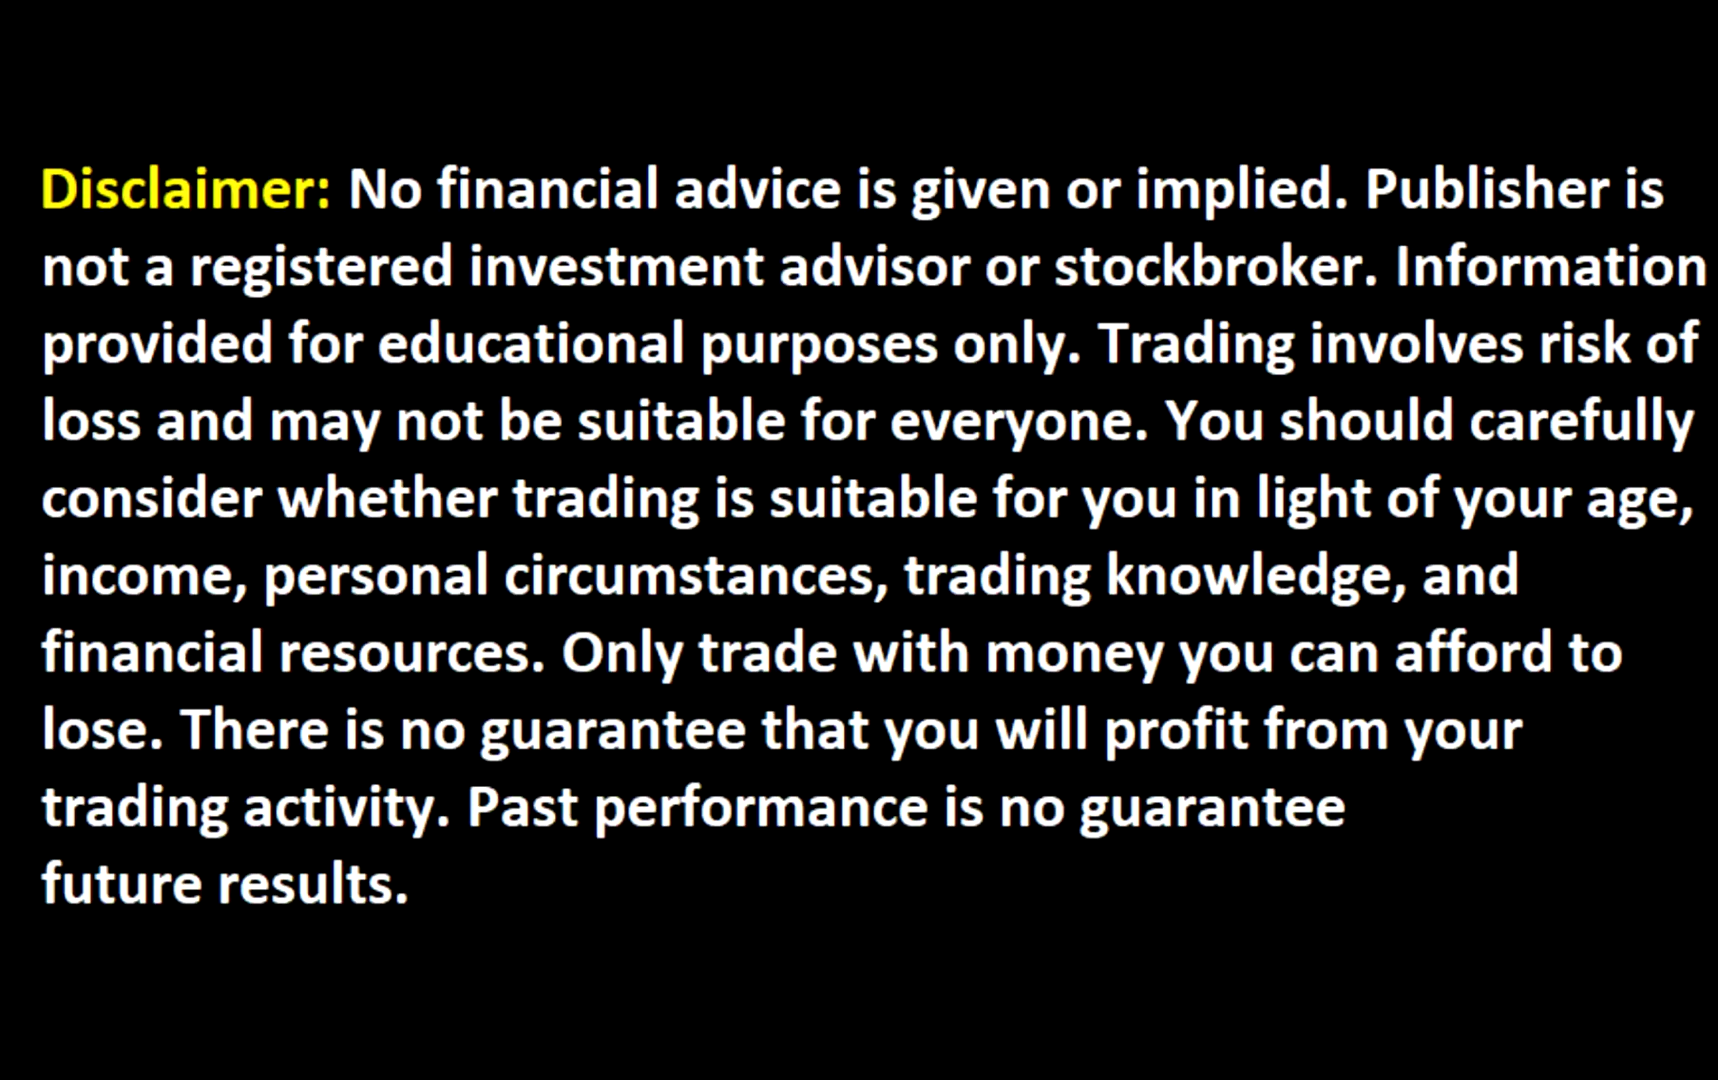 Disclaimer: No financial advice is given or implied. Publisher is
not a registered investment advisor or stockbroker. Information
provided for educational purposes only. Trading involves risk of
loss and may not be suitable for everyone. You should carefully
consider whether trading is suitable for you in light of your age,
income, personal circumstances, trading knowledge, and
financial resources. Only trade with money you can afford to
lose. There is no guarantee that you will profit from your
trading activity. Past performance is no guarantee
future results.